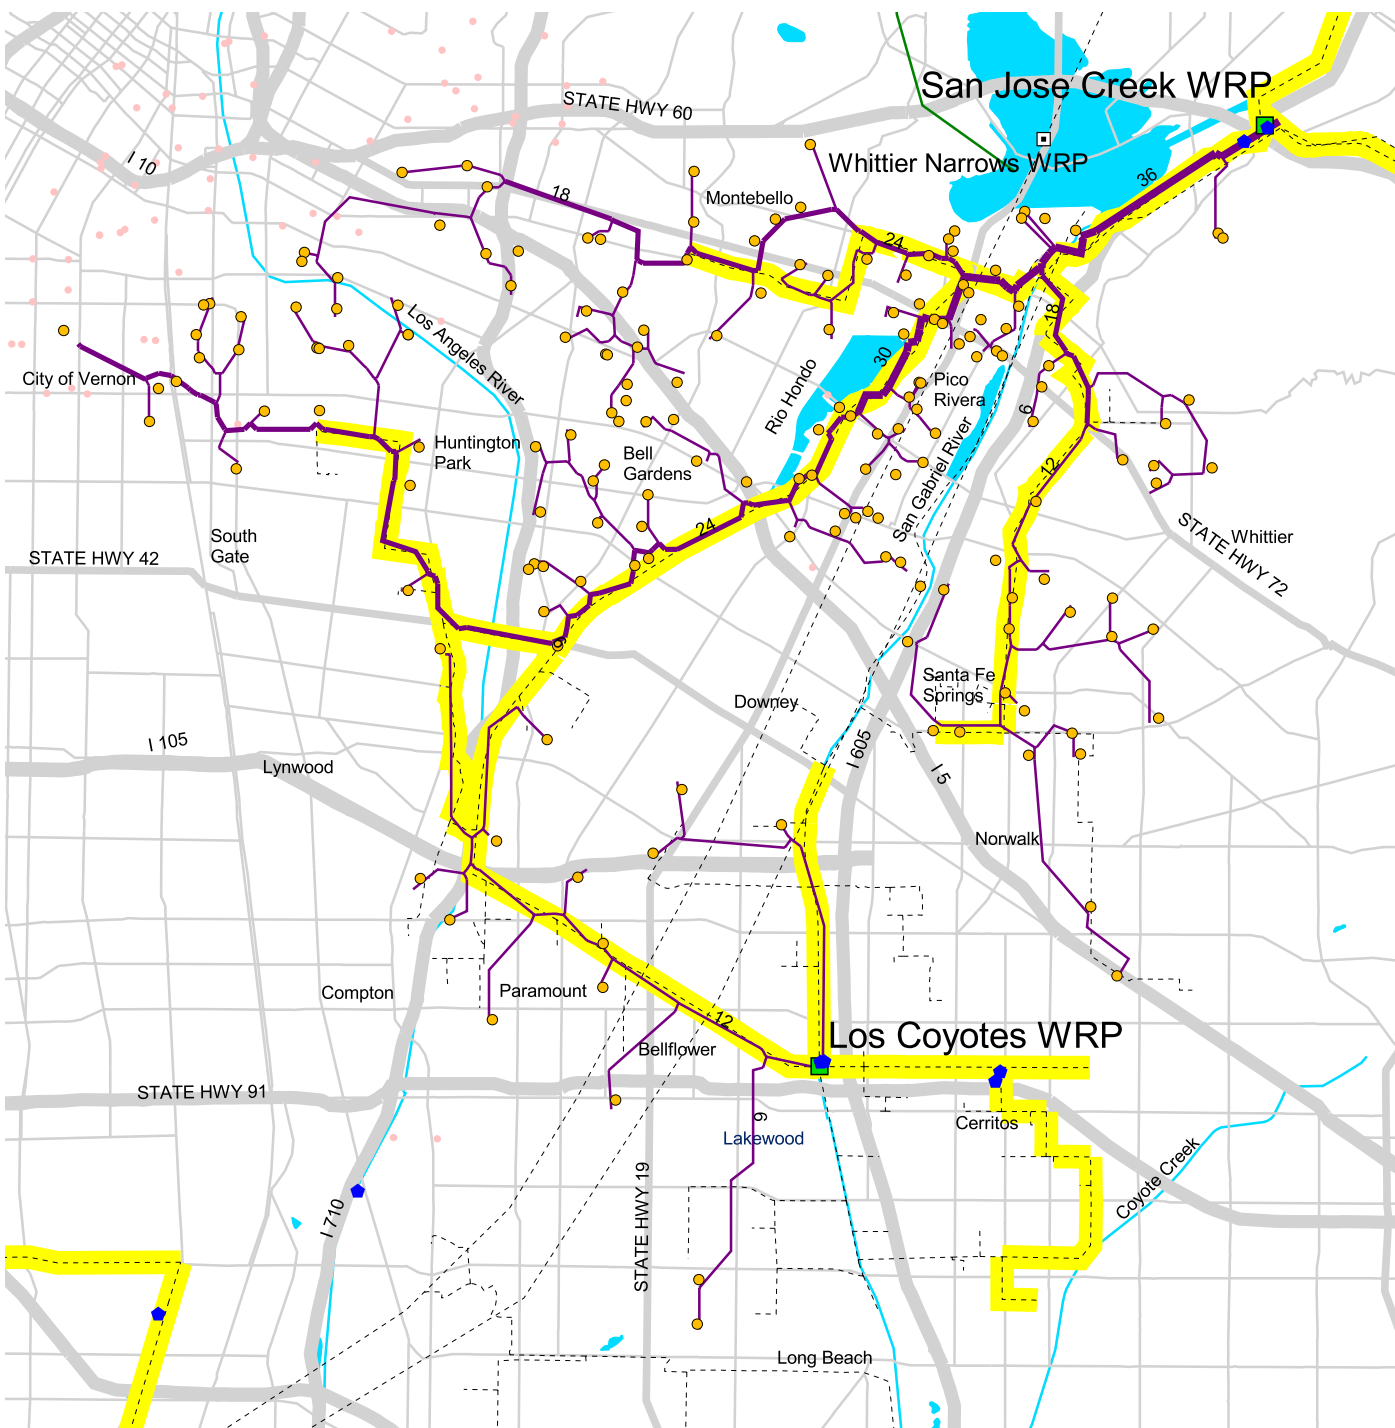 San Jose Creek WRP
STATE HWY 60
I 10
Whittier Narrows WRP
36
18
Montebello
24
18
Los Angeles River
30
City of Vernon
Rio Hondo
Pico
Rivera
6
Huntington
Park
Bell
Gardens
San Gabriel River
12
24
South
Gate
STATE HWY 42
STATE HWY 72
Whittier
9
Santa Fe
Springs
Downey
I 105
I 605
I 5
Lynwood
Norwalk
Compton
Paramount
12
Los Coyotes WRP
Bellflower
STATE HWY 91
9
Cerritos
Lakewood
Coyote Creek
STATE HWY 19
I 710
Long Beach